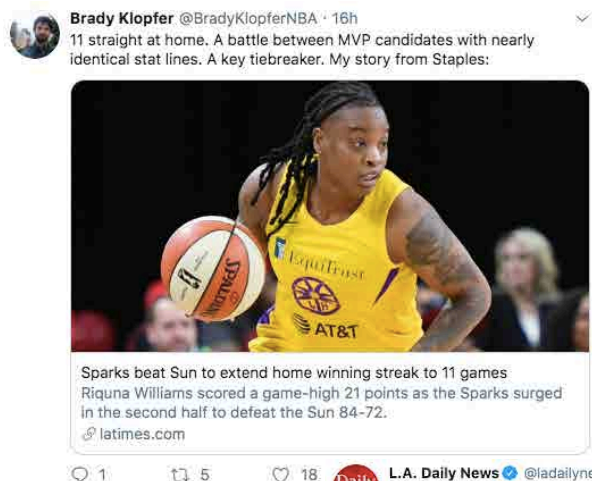 Brady Klopfer @BradyKlopferNBA · 16h
11 straight at home. A battle between MVP candidates with nearly
identical stat lines. A key tiebreaker. My story from Staples:
SPALDING
EquiTrust
LA
AT&T
Sparks beat Sun to extend home winning streak to 11 games
Riquna Williams scored a game-high 21 points as the Sparks surged
in the second half to defeat the Sun 84-72.
latimes.com
1 5 18
Daily
L.A. Daily News @ladailyne